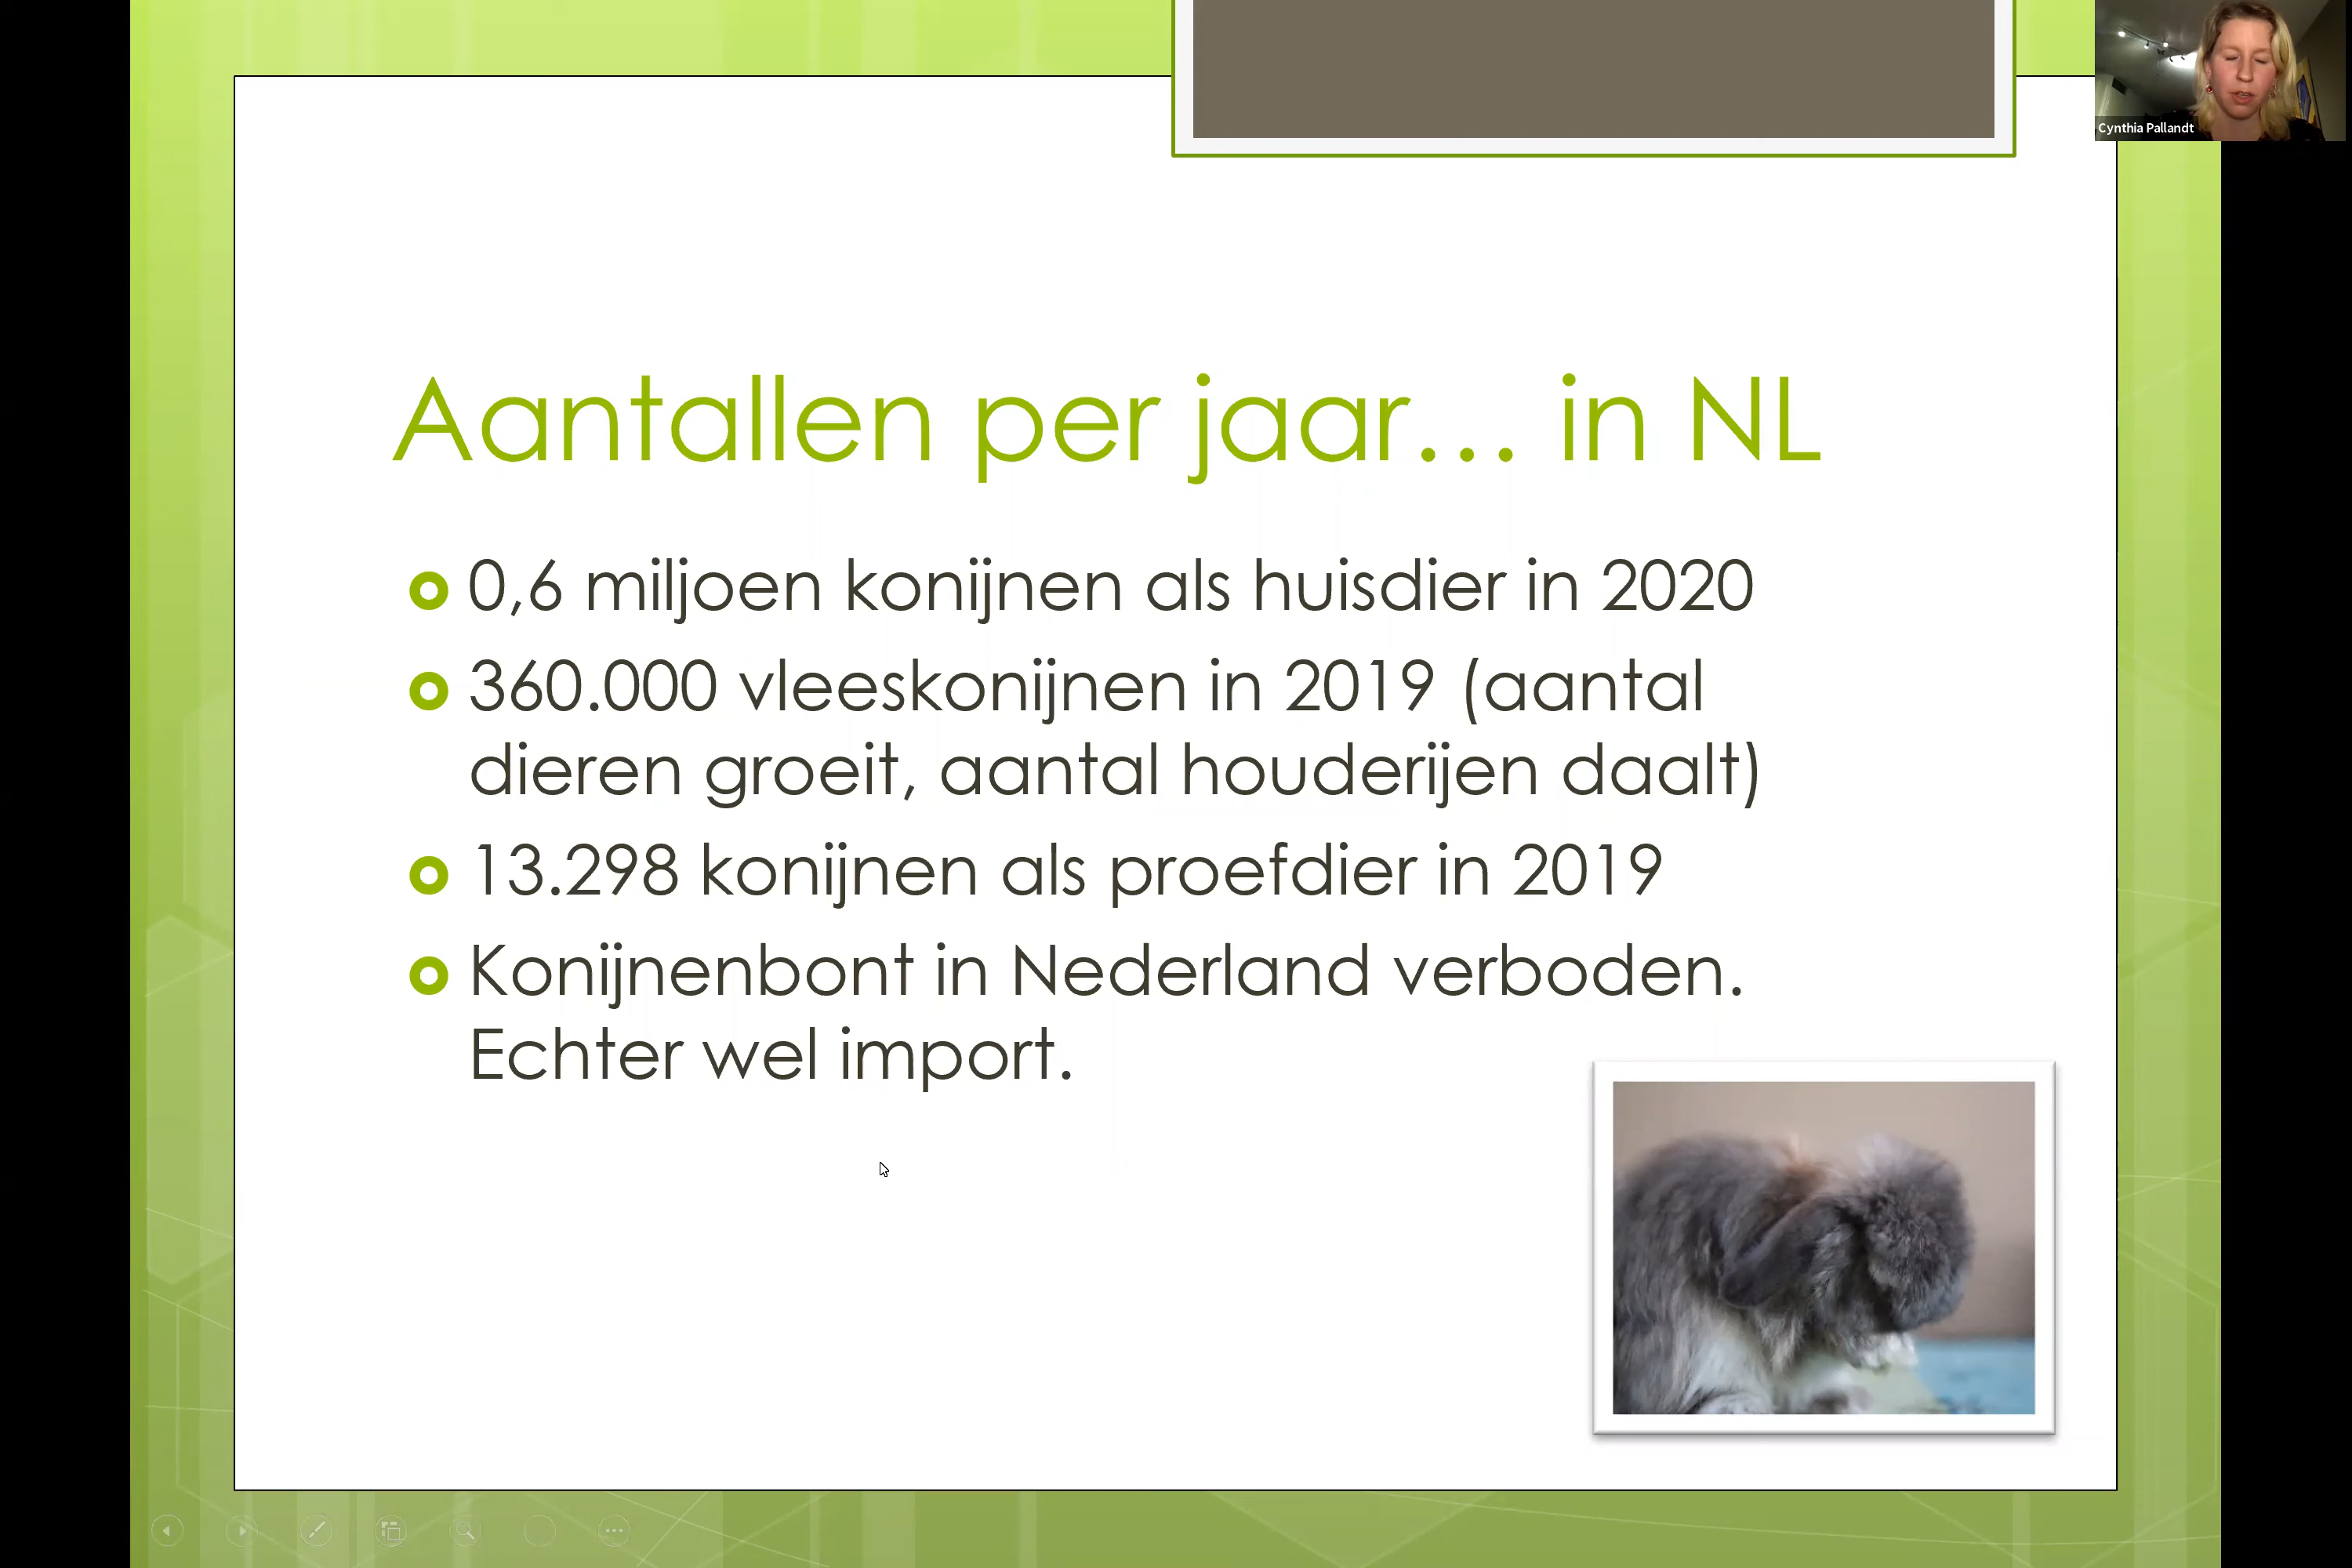 Cynthia Pallandt
Aantallen per jaar... in NL
0,6 miljoen konijnen als huisdier in 2020
360.000 vleeskonijnen in 2019 (aantal
dieren groeit, aantal houderijen daalt)
13.298 konijnen als proefdier in 2019
Konijnenbont in Nederland verboden.
Echter wel import.